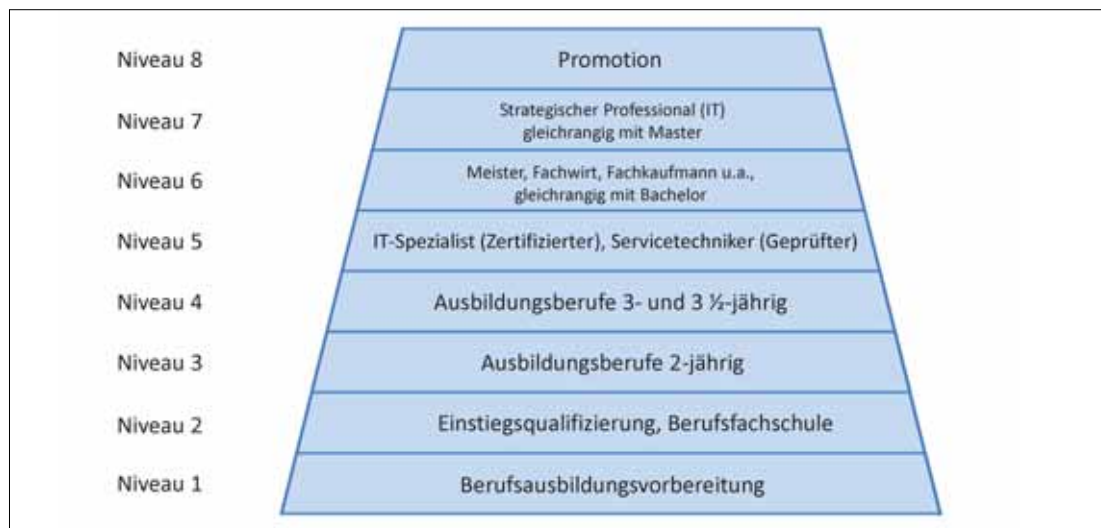 Niveau 8 Promotion
Niveau 7 Strategischer Professional (IT)
gleichrangig mit Master
Niveau 6 Meister, Fachwirt, Fachkaufmann u.a.,
gleichrangig mit Bachelor
Niveau 5 IT-Spezialist (Zertifizierter), Servicetechniker (Geprüfter)
Niveau 4 Ausbildungsberufe 3- und 3 ½-jährig
Niveau 3 Ausbildungsberufe 2-jährig
Niveau 2 Einstiegsqualifizierung, Berufsfachschule
Niveau 1 Berufsausbildungsvorbereitung